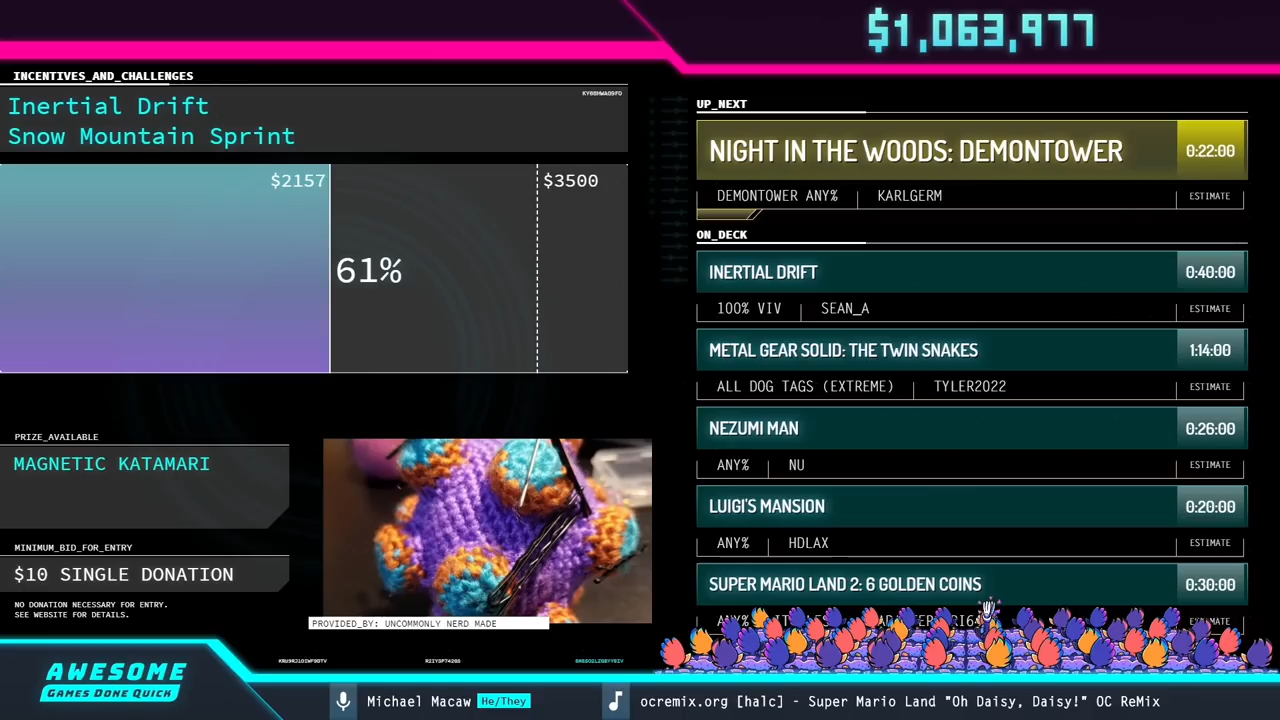 $1,063,977
INCENTIVES_AND_CHALLENGES
Inertial Drift
Snow Mountain Sprint
$2157
$3500
61%
PRIZE_AVAILABLE
MAGNETIC KATAMARI
MINIMUM_BID_FOR_ENTRY
$10 SINGLE DONATION
NO DONATION NECESSARY FOR ENTRY.
SEE WEBSITE FOR DETAILS.
PROVIDED_BY: UNCOMMONLY NERD MADE
UP_NEXT
NIGHT IN THE WOODS: DEMONTOWER 0:22:00
DEMONTOWER ANY% KARLGERM ESTIMATE
ON_DECK
INERTIAL DRIFT 0:40:00
100% VIV SEAN_A ESTIMATE
METAL GEAR SOLID: THE TWIN SNAKES 1:14:00
ALL DOG TAGS (EXTREME) TYLER2022 ESTIMATE
NEZUMI MAN 0:26:00
ANY% NU ESTIMATE
LUIGI'S MANSION 0:20:00
ANY% HDLAX ESTIMATE
SUPER MARIO LAND 2: 6 GOLDEN COINS 0:30:00
ANY%
AWESOME
GAMES DONE QUICK
Michael Macaw He/They
ocremix.org [halc] - Super Mario Land "Oh Daisy, Daisy!" OC ReMix